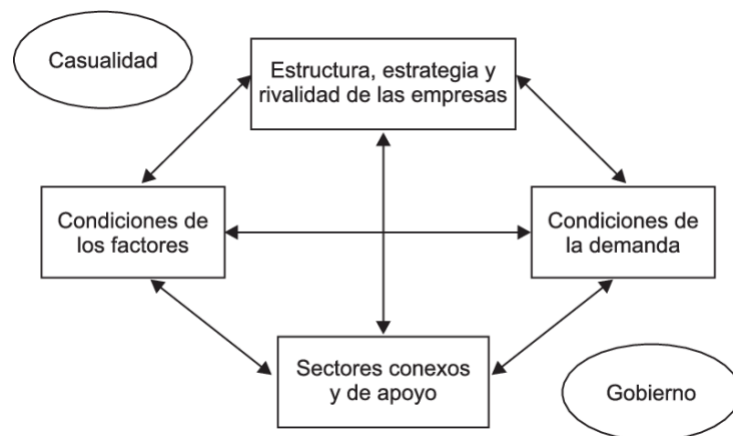 Casualidad
Estructura, estrategia y
rivalidad de las empresas
Condiciones de
los factores
Condiciones de
la demanda
Sectores conexos
y de apoyo
Gobierno